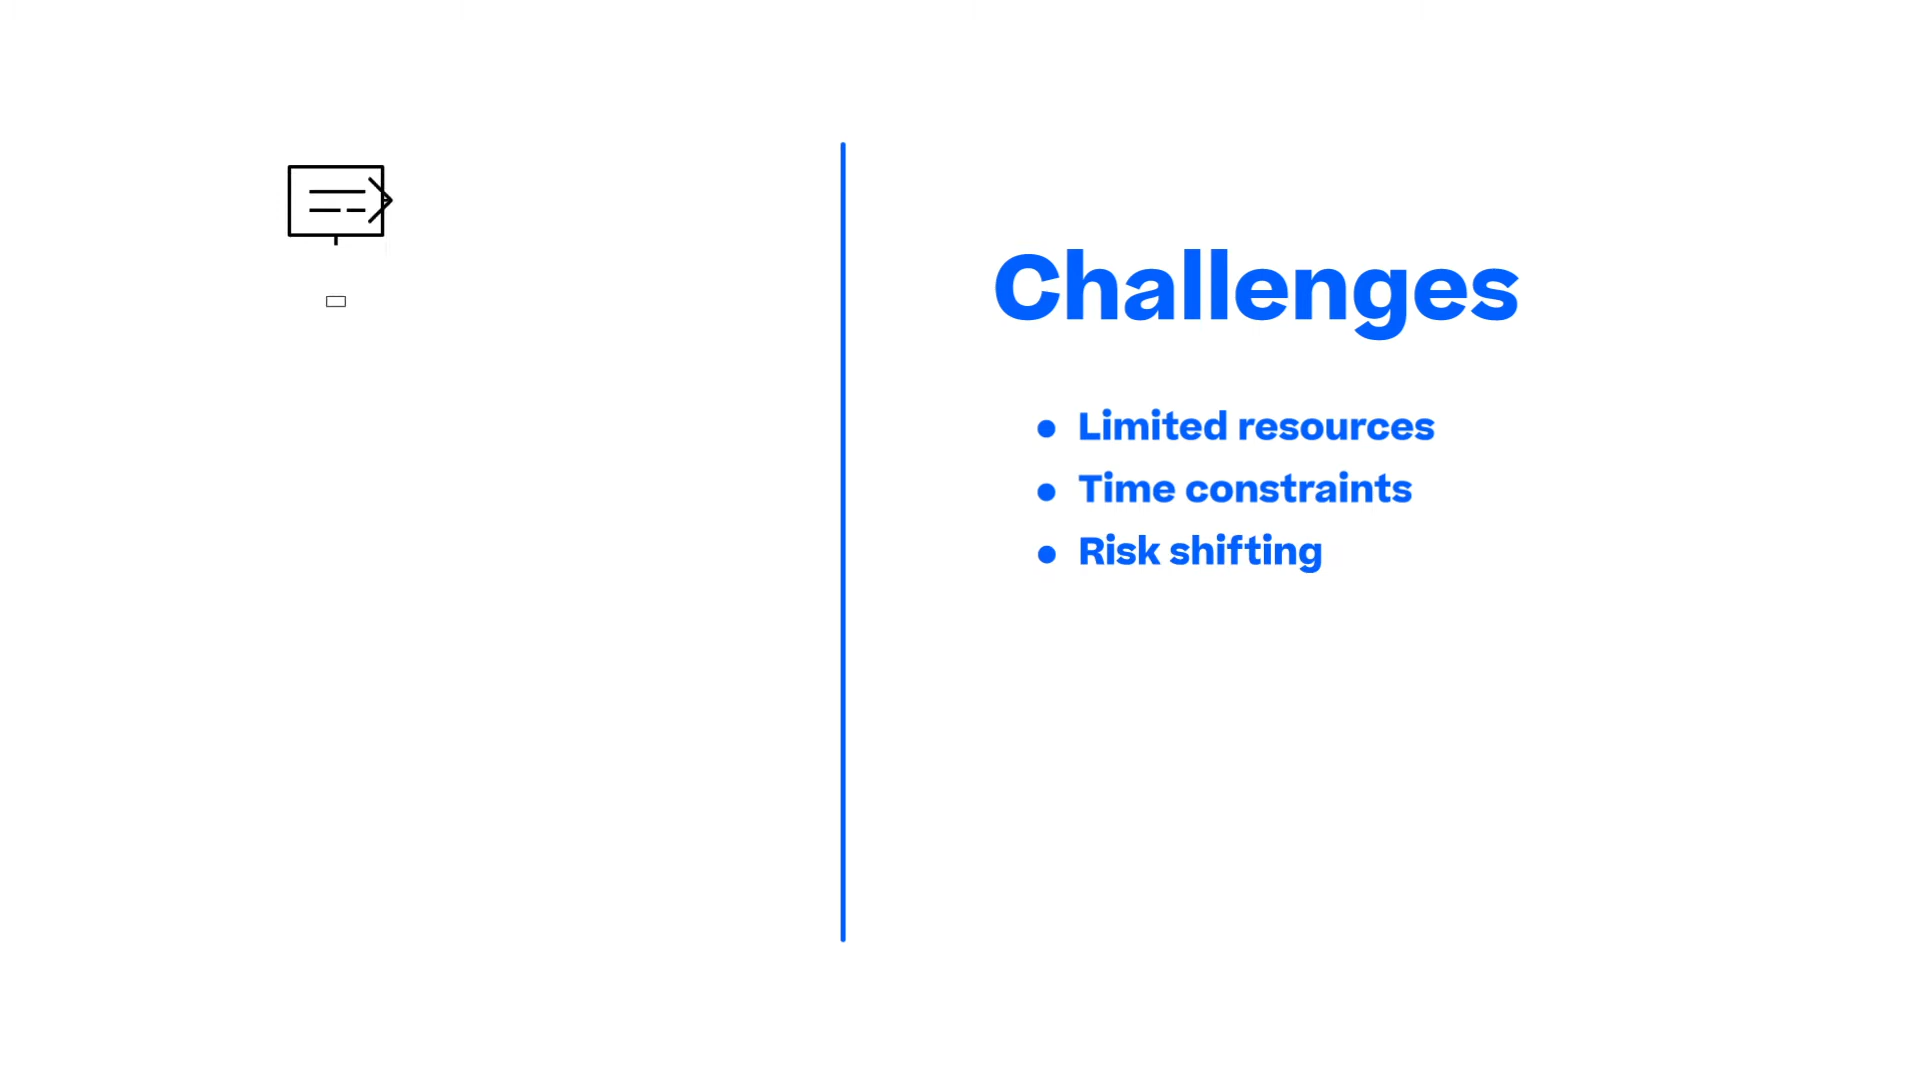 Challenges
● Limited resources
● Time constraints
● Risk shifting